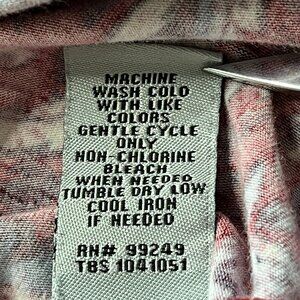 MACHINE
WASH COLD
WITH LIKE
COLORS
GENTLE CYCLE
ONLY
NON-CHLORINE
BLEACH
WHEN NEEDED
TUMBLE DRY LOW
COOL IRON
IF NEEDED
RN# 99249
TBS 1041051